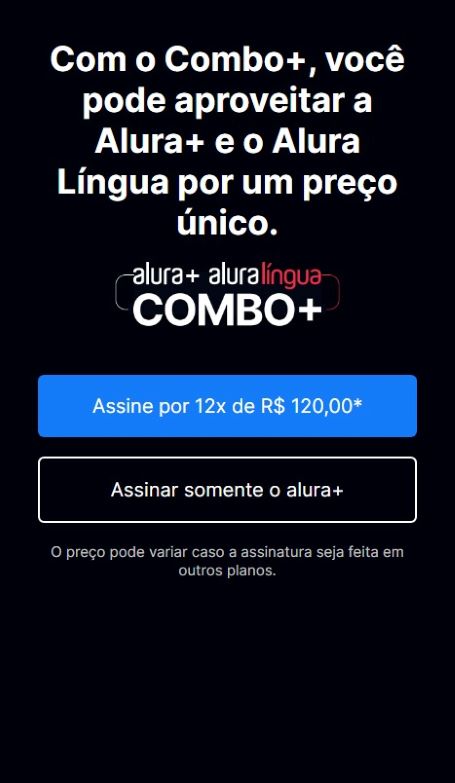 Com o Combo+, você
pode aproveitar a
Alura+ e o Alura
Língua por um preço
único.
alura+ aluralíngua
COMBO+
Assine por 12x de R$ 120,00*
Assinar somente o alura+
O preço pode variar caso a assinatura seja feita em
outros planos.